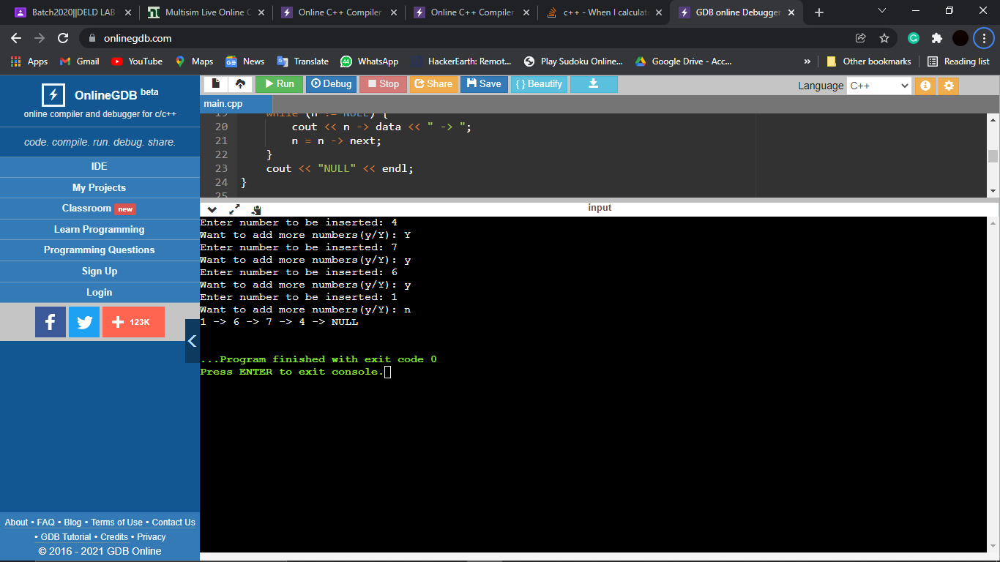 Batch2020||DELD LAB
Multisim Live Online C
Online C++ Compiler
Online C++ Compiler
c++ - When I calculat
GDB online Debugger
onlinegdb.com
Apps
Gmail
YouTube
Maps
News
Translate
WhatsApp
HackerEarth: Remot...
Play Sudoku Online...
Google Drive - Acc...
»
Other bookmarks
Reading list
OnlineGDB beta
online compiler and debugger for c/c++
code. compile. run. debug. share.
IDE
My Projects
Classroom new
Learn Programming
Programming Questions
Sign Up
Login
123K
About • FAQ • Blog • Terms of Use • Contact Us
• GDB Tutorial • Credits • Privacy
© 2016 - 2021 GDB Online
Run
Debug
Stop
Share
Save
{ } Beautify
Language C++
main.cpp
19 while (n != NULL) {
20 cout << n -> data << " -> ";
21 n = n -> next;
22 }
23 cout << "NULL" << endl;
24 }
25
input
Enter number to be inserted: 4
Want to add more numbers(y/Y): Y
Enter number to be inserted: 7
Want to add more numbers(y/Y): y
Enter number to be inserted: 6
Want to add more numbers(y/Y): y
Enter number to be inserted: 1
Want to add more numbers(y/Y): n
1 -> 6 -> 7 -> 4 -> NULL
...Program finished with exit code 0
Press ENTER to exit console.